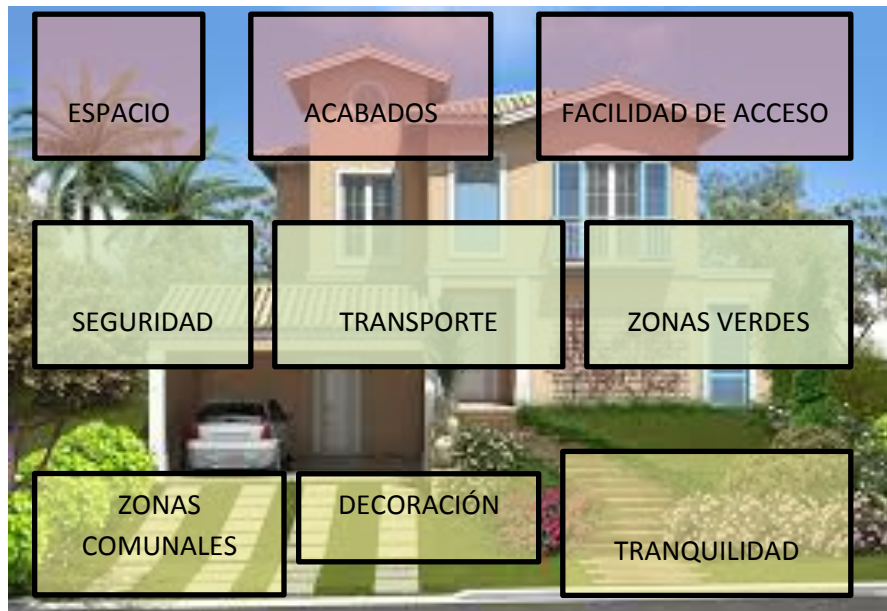 ESPACIO
ACABADOS
FACILIDAD DE ACCESO
SEGURIDAD
TRANSPORTE
ZONAS VERDES
ZONAS
COMUNALES
DECORACIÓN
TRANQUILIDAD